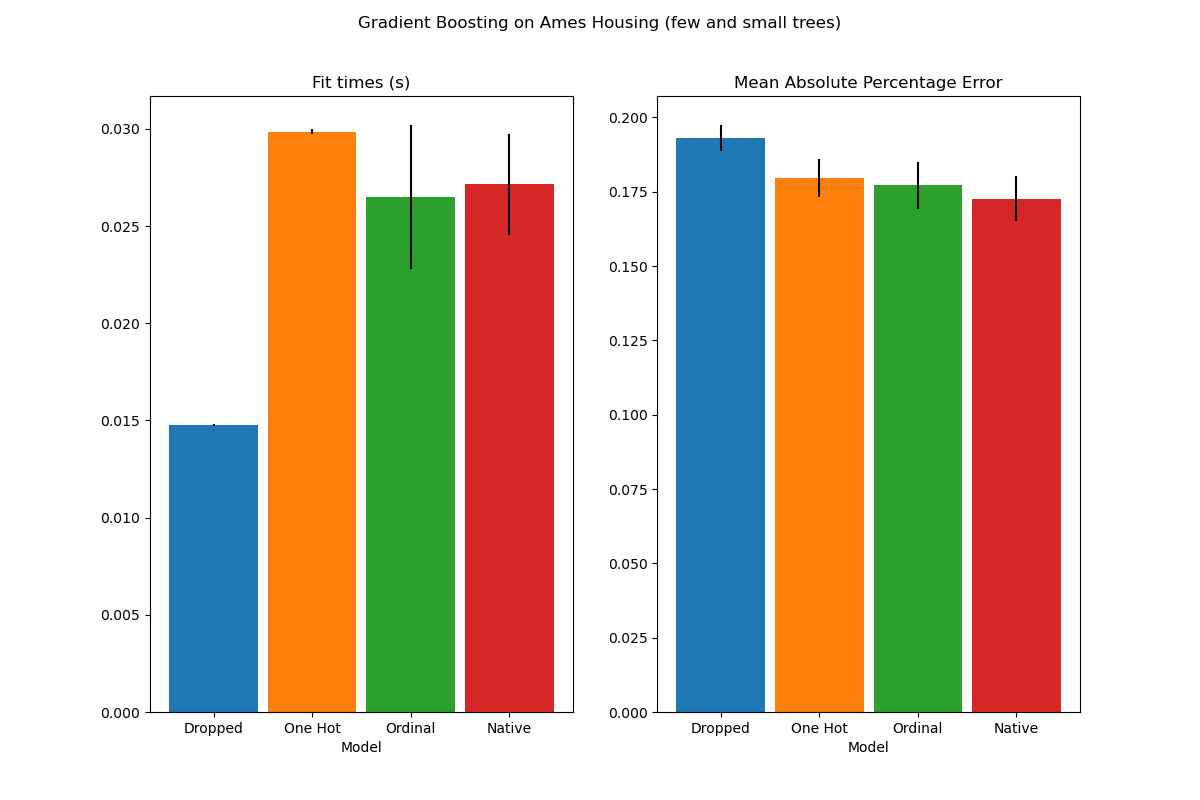 Gradient Boosting on Ames Housing (few and small trees)
Fit times (s)
0.030
0.025
0.020
0.015
0.010
0.005
0.000
Dropped One Hot Ordinal Native
Model
Mean Absolute Percentage Error
0.200
0.175
0.150
0.125
0.100
0.075
0.050
0.025
0.000
Dropped One Hot Ordinal Native
Model